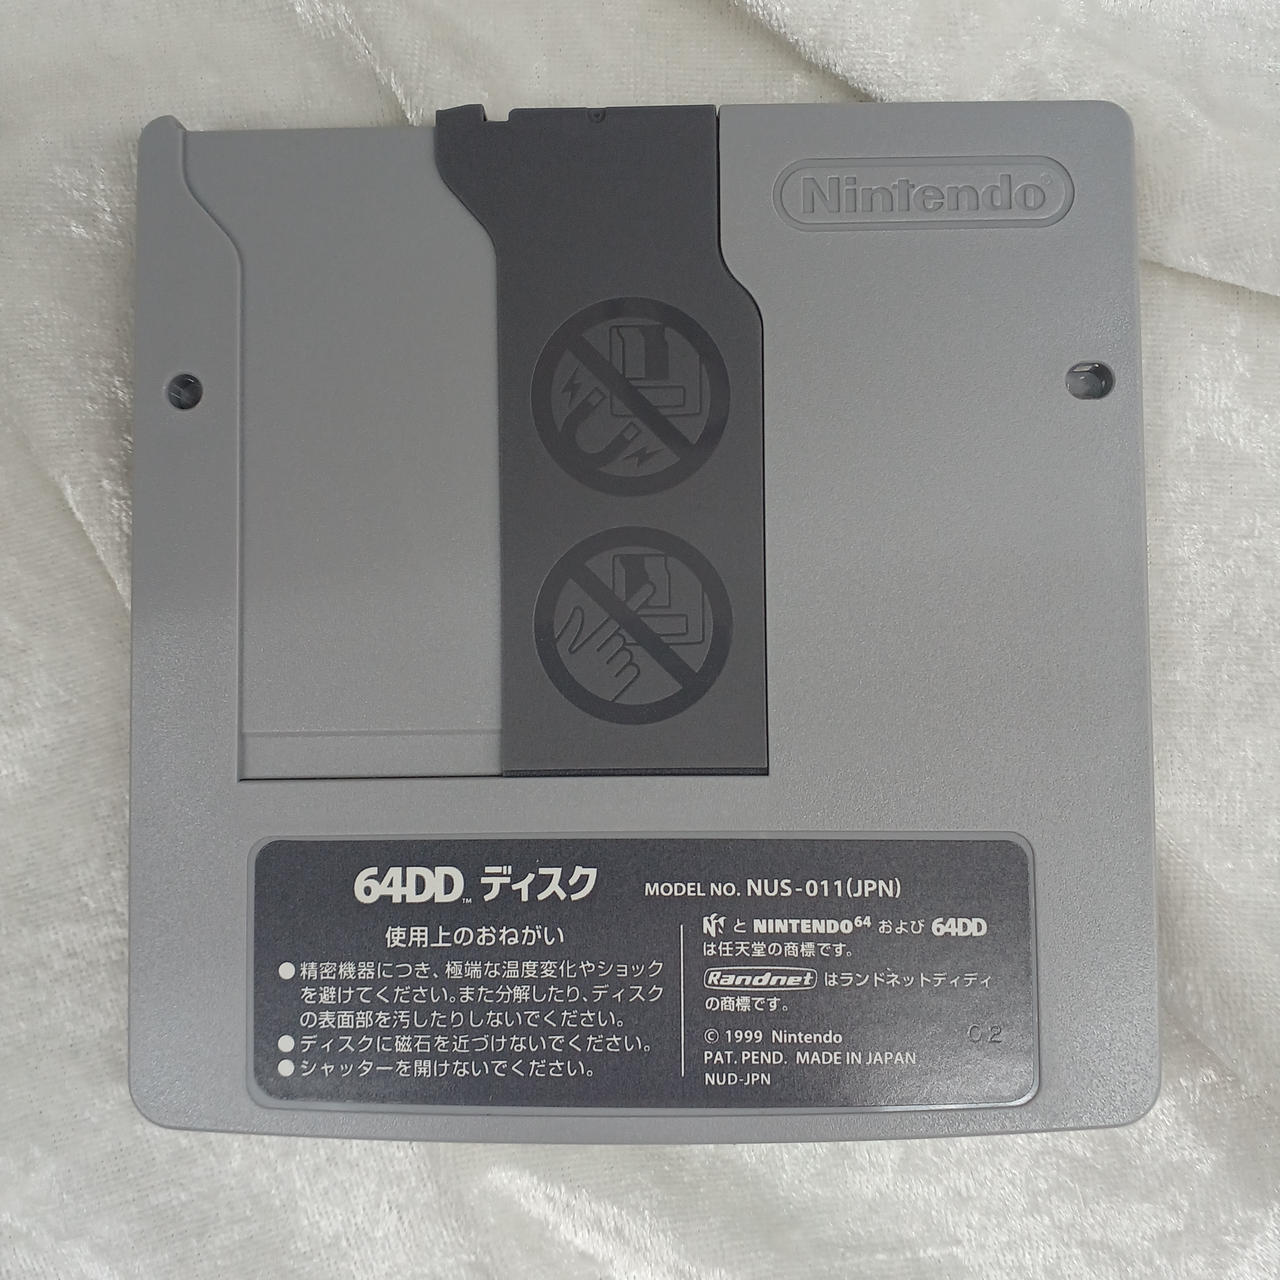 Nintendo®
64DD™ ディスク
MODEL NO. NUS-011(JPN)
使用上のおねがい
●精密機器につき、極端な温度変化やショック
を避けてください。また分解したり、ディスク
の表面部を汚したりしないでください。
●ディスクに磁石を近づけないでください。
●シャッターを開けないでください。
と NINTENDO64 および 64DD
は任天堂の商標です。
Randnet はランドネットディディ
の商標です。
© 1999 Nintendo
02
PAT. PEND. MADE IN JAPAN
NUD-JPN